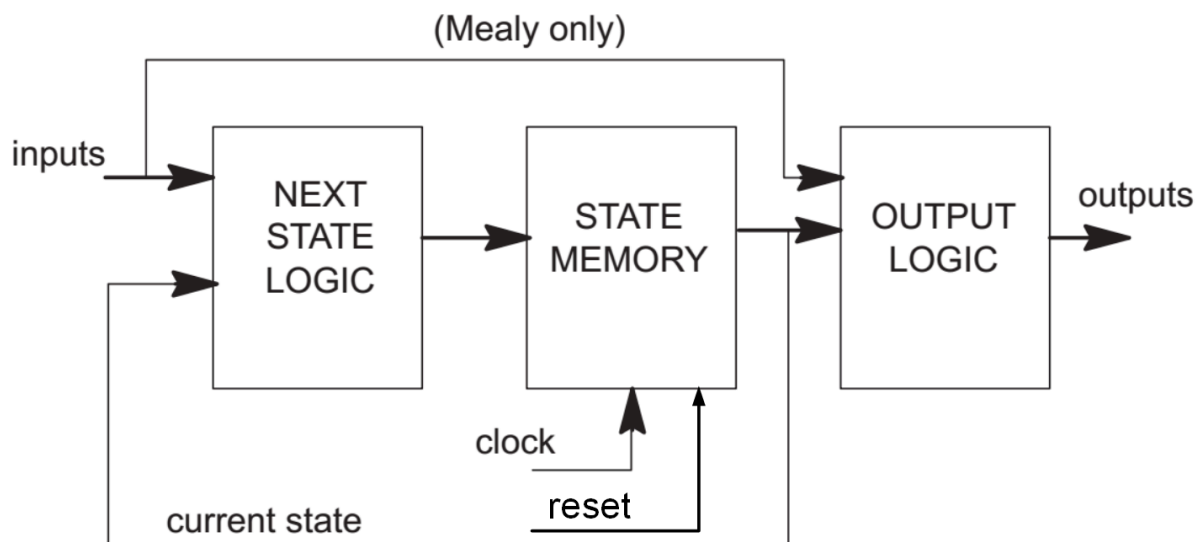 (Mealy only)
inputs
NEXT
STATE
LOGIC
STATE
MEMORY
OUTPUT
LOGIC
outputs
clock
reset
current state